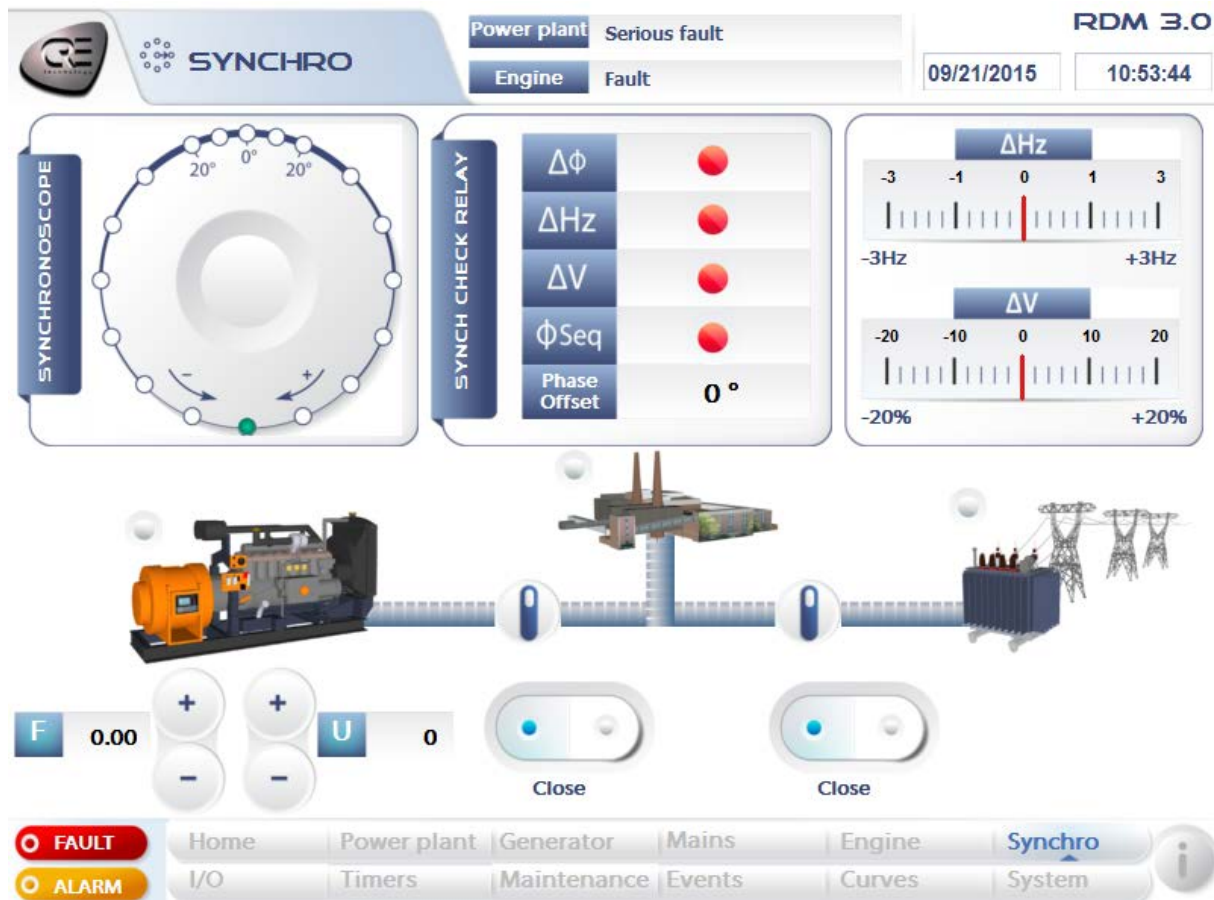 CRE
technology
SYNCHRO
Power plant Serious fault
Engine Fault
RDM 3.0
09/21/2015 10:53:44
SYNCHRONOSCOPE
20° 0° 20°
- +
SYNCH CHECK RELAY
ΔΦ
ΔHz
ΔV
ΦSeq
Phase
Offset
0 °
ΔHz
-3 -1 0 1 3
-3Hz +3Hz
ΔV
-20 -10 0 10 20
-20% +20%
F 0.00 + - + - U 0
Close Close
FAULT Home Power plant Generator Mains Engine Synchro
ALARM I/O Timers Maintenance Events Curves System
i